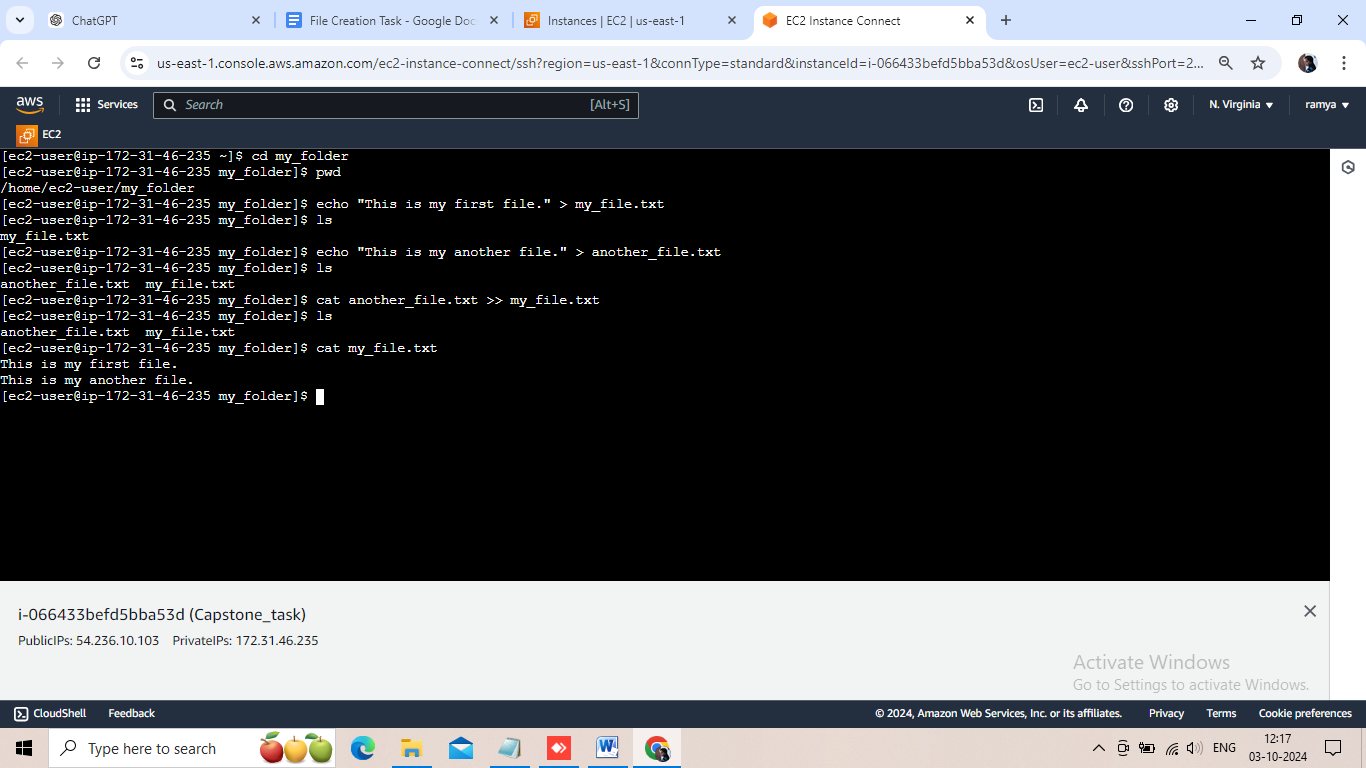 ChatGPT
File Creation Task - Google Doc
Instances | EC2 | us-east-1
EC2 Instance Connect
us-east-1.console.aws.amazon.com/ec2-instance-connect/ssh?region=us-east-1&connType=standard&instanceId=i-066433befd5bba53d&osUser=ec2-user&sshPort=2...
aws
Services
Search
[Alt+S]
N. Virginia
ramya
EC2
[ec2-user@ip-172-31-46-235 ~]$ cd my_folder
[ec2-user@ip-172-31-46-235 my_folder]$ pwd
/home/ec2-user/my_folder
[ec2-user@ip-172-31-46-235 my_folder]$ echo "This is my first file." > my_file.txt
[ec2-user@ip-172-31-46-235 my_folder]$ ls
my_file.txt
[ec2-user@ip-172-31-46-235 my_folder]$ echo "This is my another file." > another_file.txt
[ec2-user@ip-172-31-46-235 my_folder]$ ls
another_file.txt  my_file.txt
[ec2-user@ip-172-31-46-235 my_folder]$ cat another_file.txt >> my_file.txt
[ec2-user@ip-172-31-46-235 my_folder]$ ls
another_file.txt  my_file.txt
[ec2-user@ip-172-31-46-235 my_folder]$ cat my_file.txt
This is my first file.
This is my another file.
[ec2-user@ip-172-31-46-235 my_folder]$
i-066433befd5bba53d (Capstone_task)
PublicIPs: 54.236.10.103 PrivateIPs: 172.31.46.235
Activate Windows
Go to Settings to activate Windows.
CloudShell
Feedback
© 2024, Amazon Web Services, Inc. or its affiliates.
Privacy
Terms
Cookie preferences
Type here to search
ENG
12:17
03-10-2024